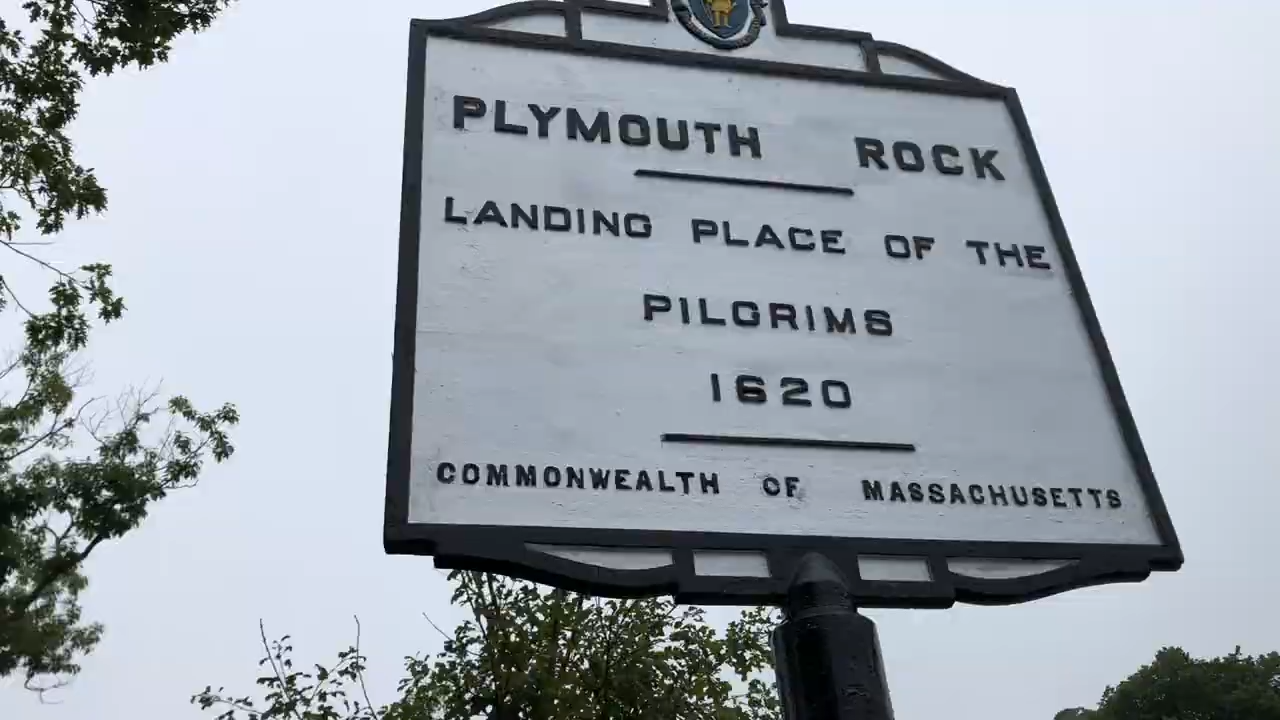 PLYMOUTH ROCK
LANDING PLACE OF THE
PILGRIMS
1620
COMMONWEALTH OF MASSACHUSETTS